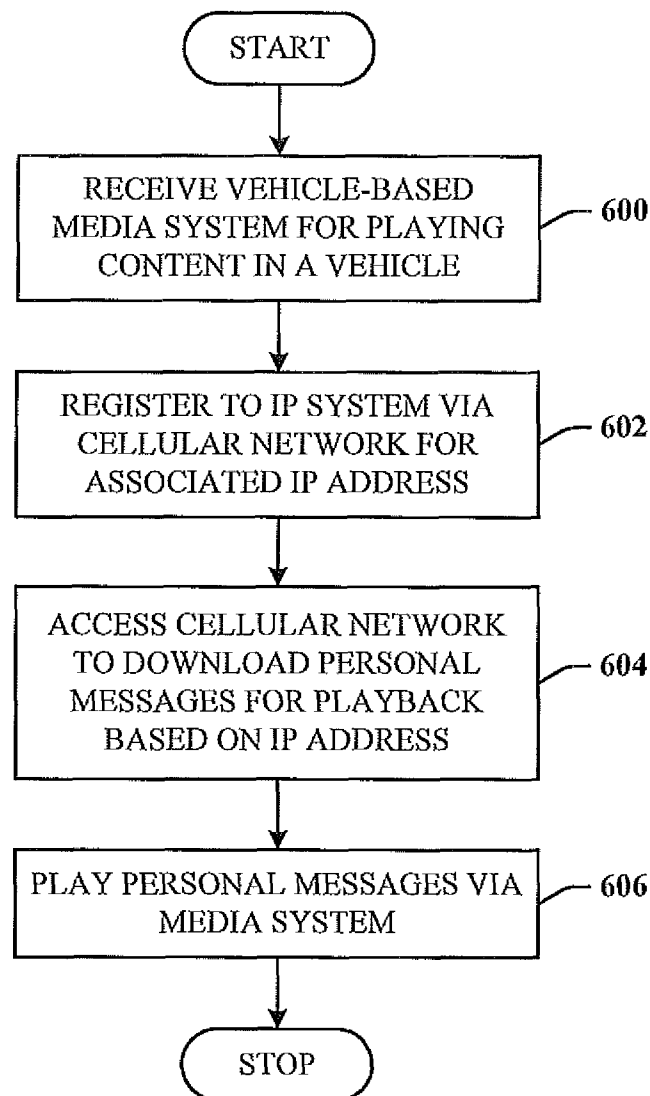 START
RECEIVE VEHICLE-BASED
MEDIA SYSTEM FOR PLAYING
CONTENT IN A VEHICLE
600
REGISTER TO IP SYSTEM VIA
CELLULAR NETWORK FOR
ASSOCIATED IP ADDRESS
602
ACCESS CELLULAR NETWORK
TO DOWNLOAD PERSONAL
MESSAGES FOR PLAYBACK
BASED ON IP ADDRESS
604
PLAY PERSONAL MESSAGES VIA
MEDIA SYSTEM
606
STOP